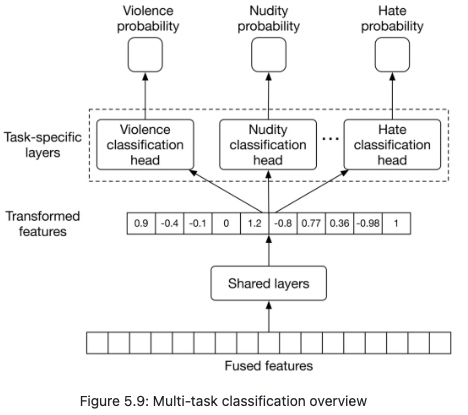 Violence probability
Nudity probability
Hate probability
Task-specific layers
Violence classification head
Nudity classification head
...
Hate classification head
Transformed features
0.9 -0.4 -0.1 0 1.2 -0.8 0.77 0.36 -0.98 1
Shared layers
Fused features
Figure 5.9: Multi-task classification overview